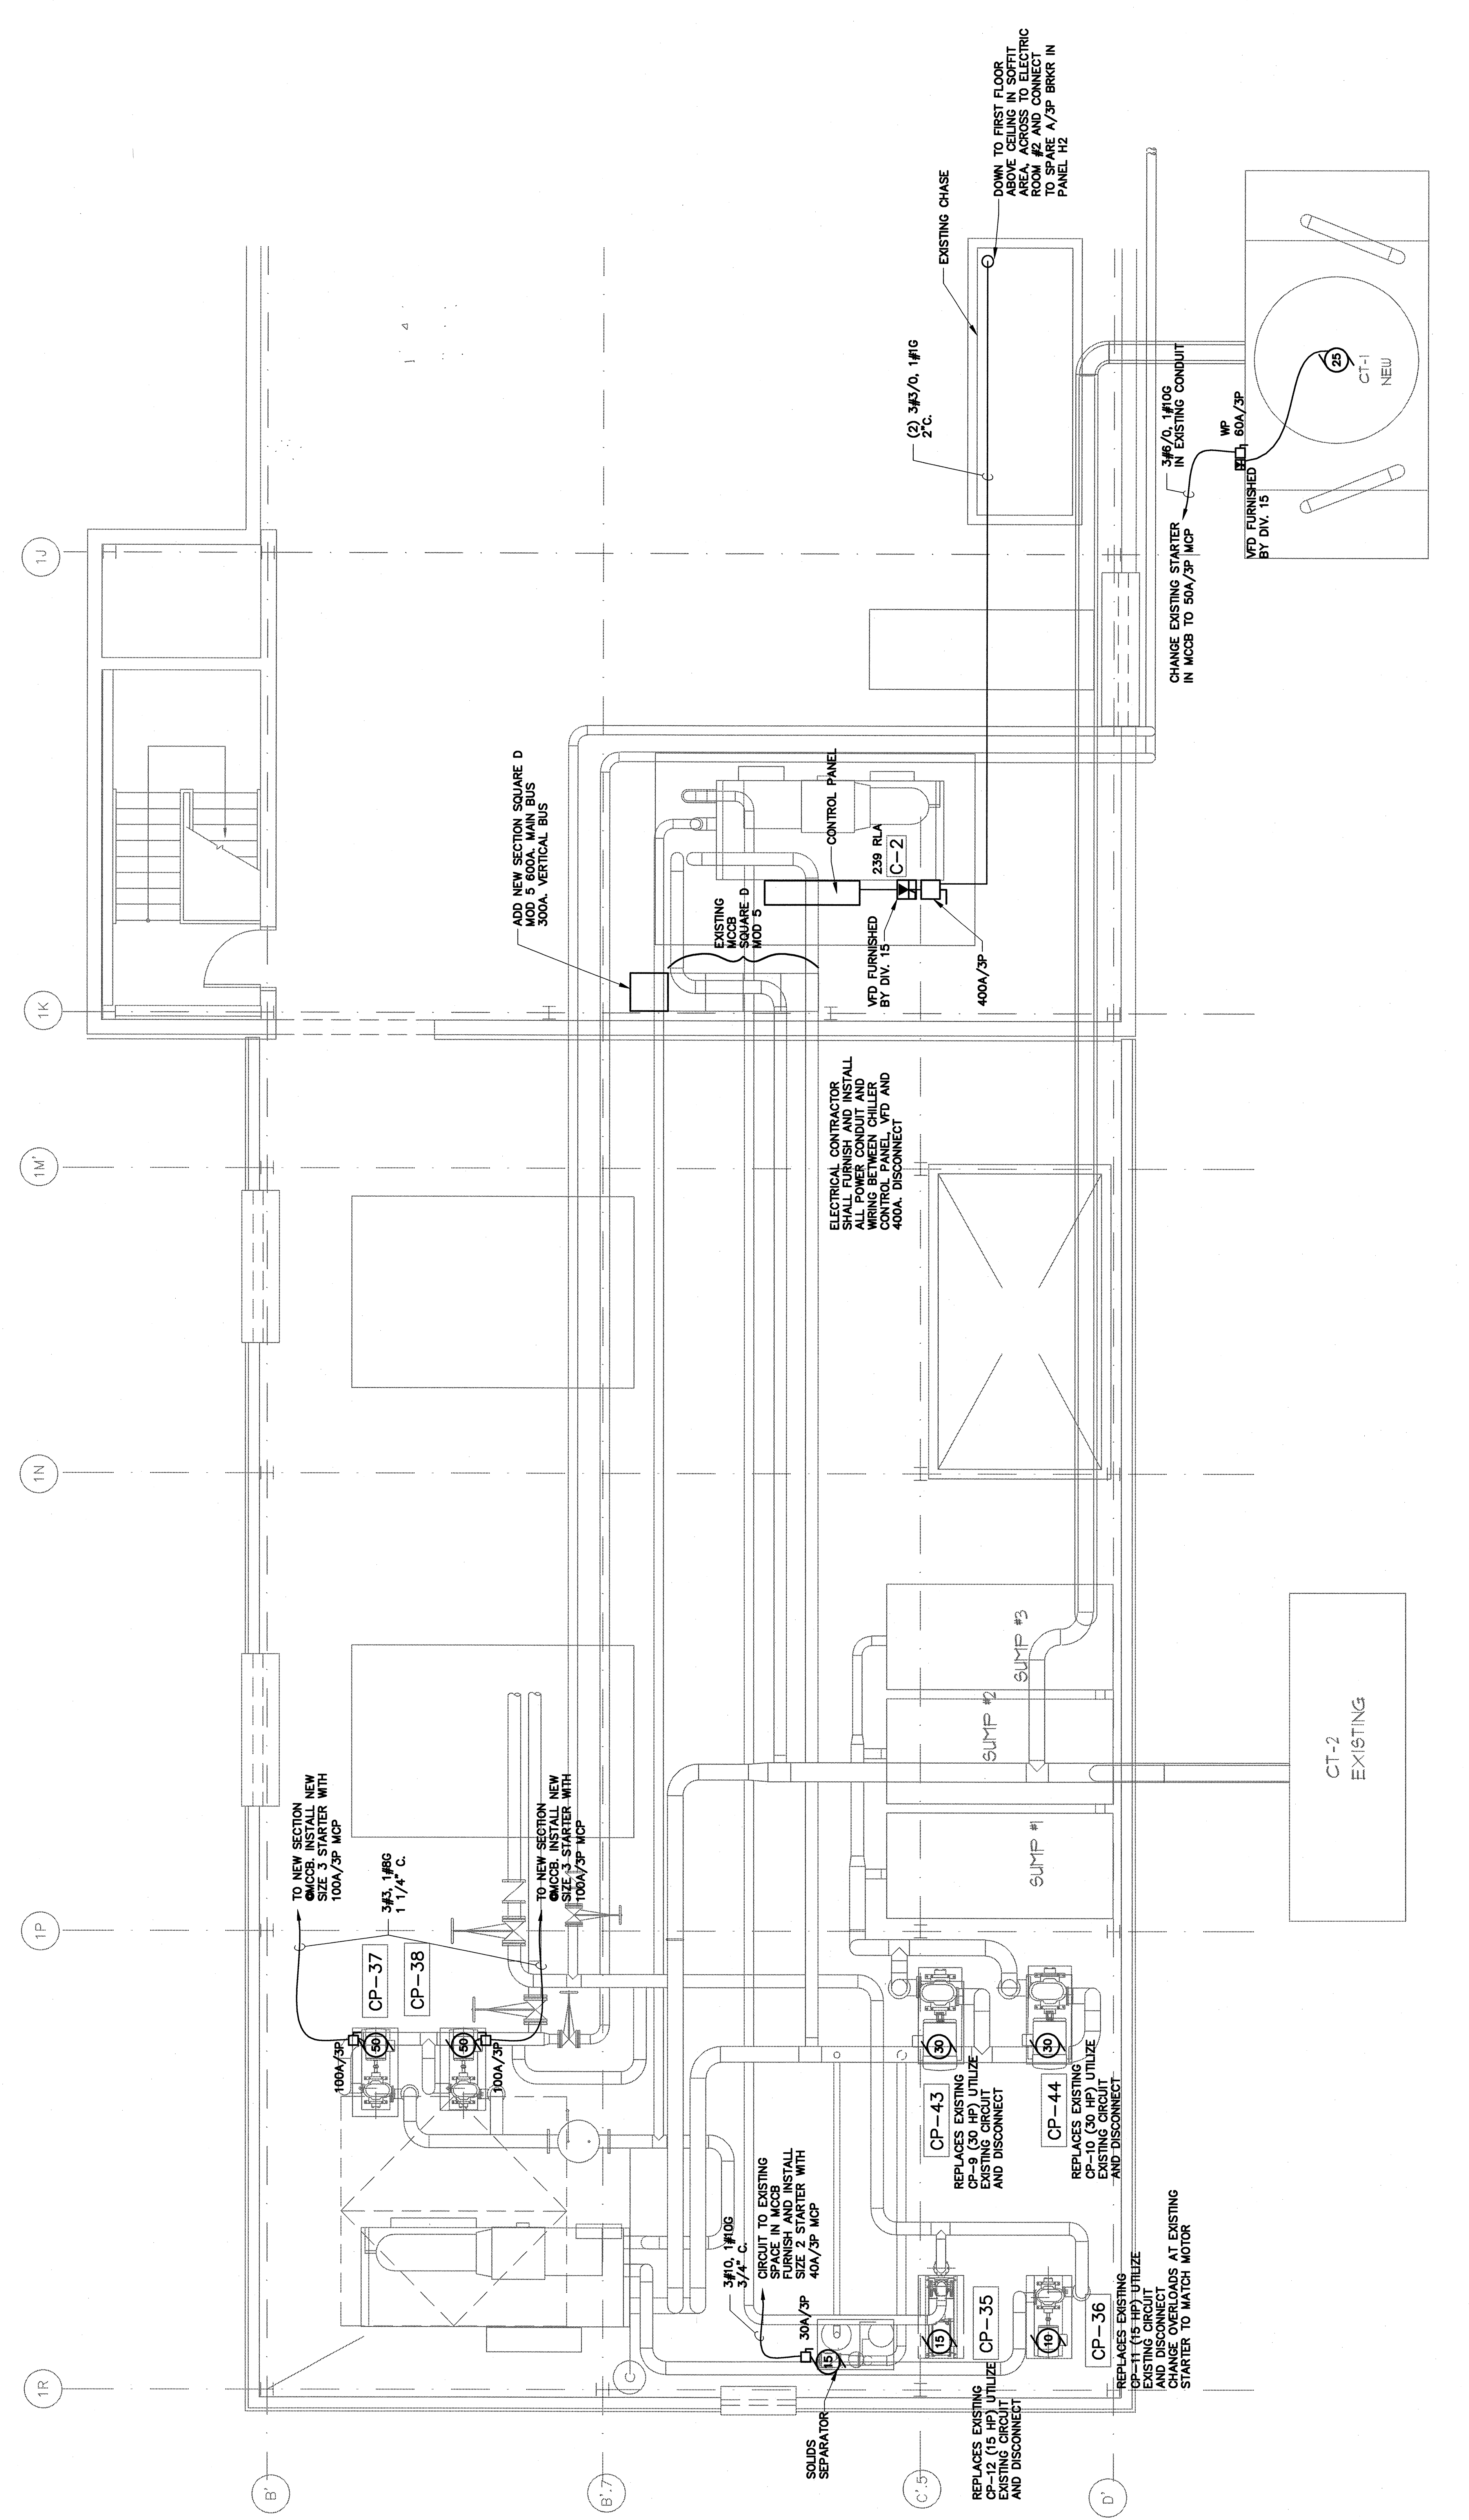 1J
1K
1M'
1N
1P
1R
B'
B'.7
C'.5
D'
DOWN TO FIRST FLOOR
ABOVE CEILING IN SOFFIT
AREA, ACROSS TO ELECTRIC
ROOM #2 AND CONNECT
TO SPARE A/3P BRKR IN
PANEL H2
EXISTING CHASE
(2) 3#3/0, 1#1G
2"C.
3#6/0, 1#10G
IN EXISTING CONDUIT
WP
60A/3P
25
CT-1
NEW
VFD FURNISHED
BY DIV. 15
CHANGE EXISTING STARTER
IN MCCB TO 50A/3P MCP
ADD NEW SECTION SQUARE D
MOD 5 600A. MAIN BUS
300A. VERTICAL BUS
CONTROL PANEL
239 RLA
C-2
EXISTING
MCCB
SQUARE D
MOD 5
VFD FURNISHED
BY DIV. 15
400A/3P
ELECTRICAL CONTRACTOR
SHALL FURNISH AND INSTALL
ALL POWER CONDUIT AND
WIRING BETWEEN CHILLER
CONTROL PANEL, VFD AND
400A. DISCONNECT
SUMP #3
SUMP #2
SUMP #1
CT-2
EXISTING
TO NEW SECTION
@MCCB. INSTALL NEW
SIZE 3 STARTER WITH
100A/3P MCP
3#3, 1#8G
1 1/4" C.
TO NEW SECTION
@MCCB. INSTALL NEW
SIZE 3 STARTER WITH
100A/3P MCP
CP-37
CP-38
100A/3P
50
50
100A/3P
30
30
CP-43
REPLACES EXISTING
CP-9 (30 HP) UTILIZE
EXISTING CIRCUIT
AND DISCONNECT
CP-44
REPLACES EXISTING
CP-10 (30 HP) UTILIZE
EXISTING CIRCUIT
AND DISCONNECT
3#10, 1#10G
3/4" C.
CIRCUIT TO EXISTING
SPACE IN MCCB
FURNISH AND INSTALL
SIZE 2 STARTER WITH
40A/3P MCP
30A/3P
15
SOLIDS
SEPARATOR
15
CP-35
REPLACES EXISTING
CP-12 (15 HP) UTILIZE
EXISTING CIRCUIT
AND DISCONNECT
10
CP-36
REPLACES EXISTING
CP-11 (15 HP) UTILIZE
EXISTING CIRCUIT
AND DISCONNECT
CHANGE OVERLOADS AT EXISTING
STARTER TO MATCH MOTOR